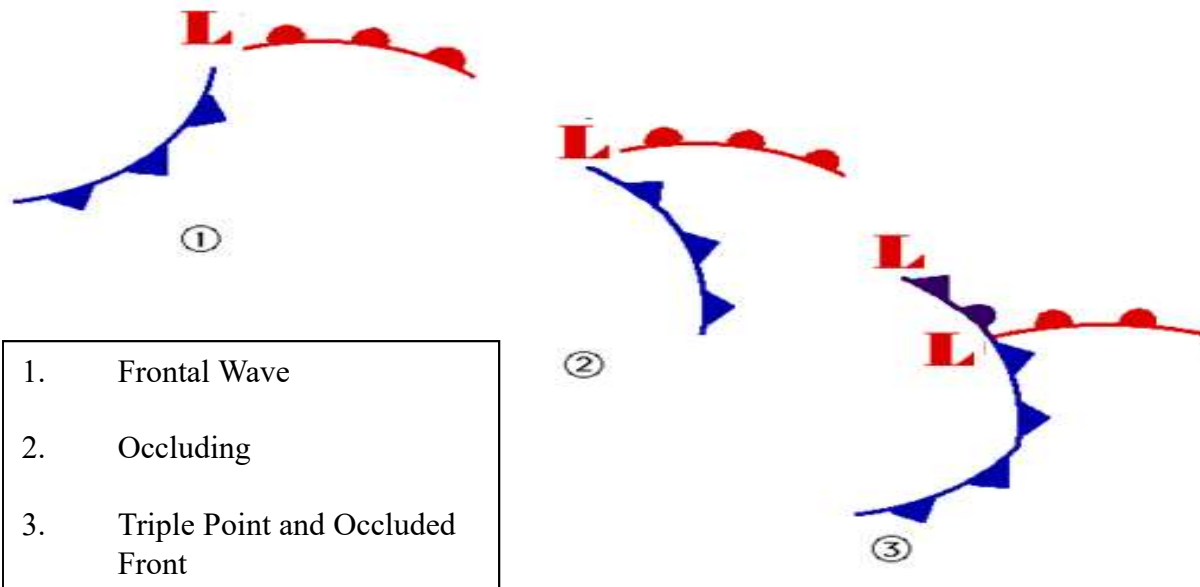 L
①
L
②
L
L
③
1. Frontal Wave
2. Occluding
3. Triple Point and Occluded
Front